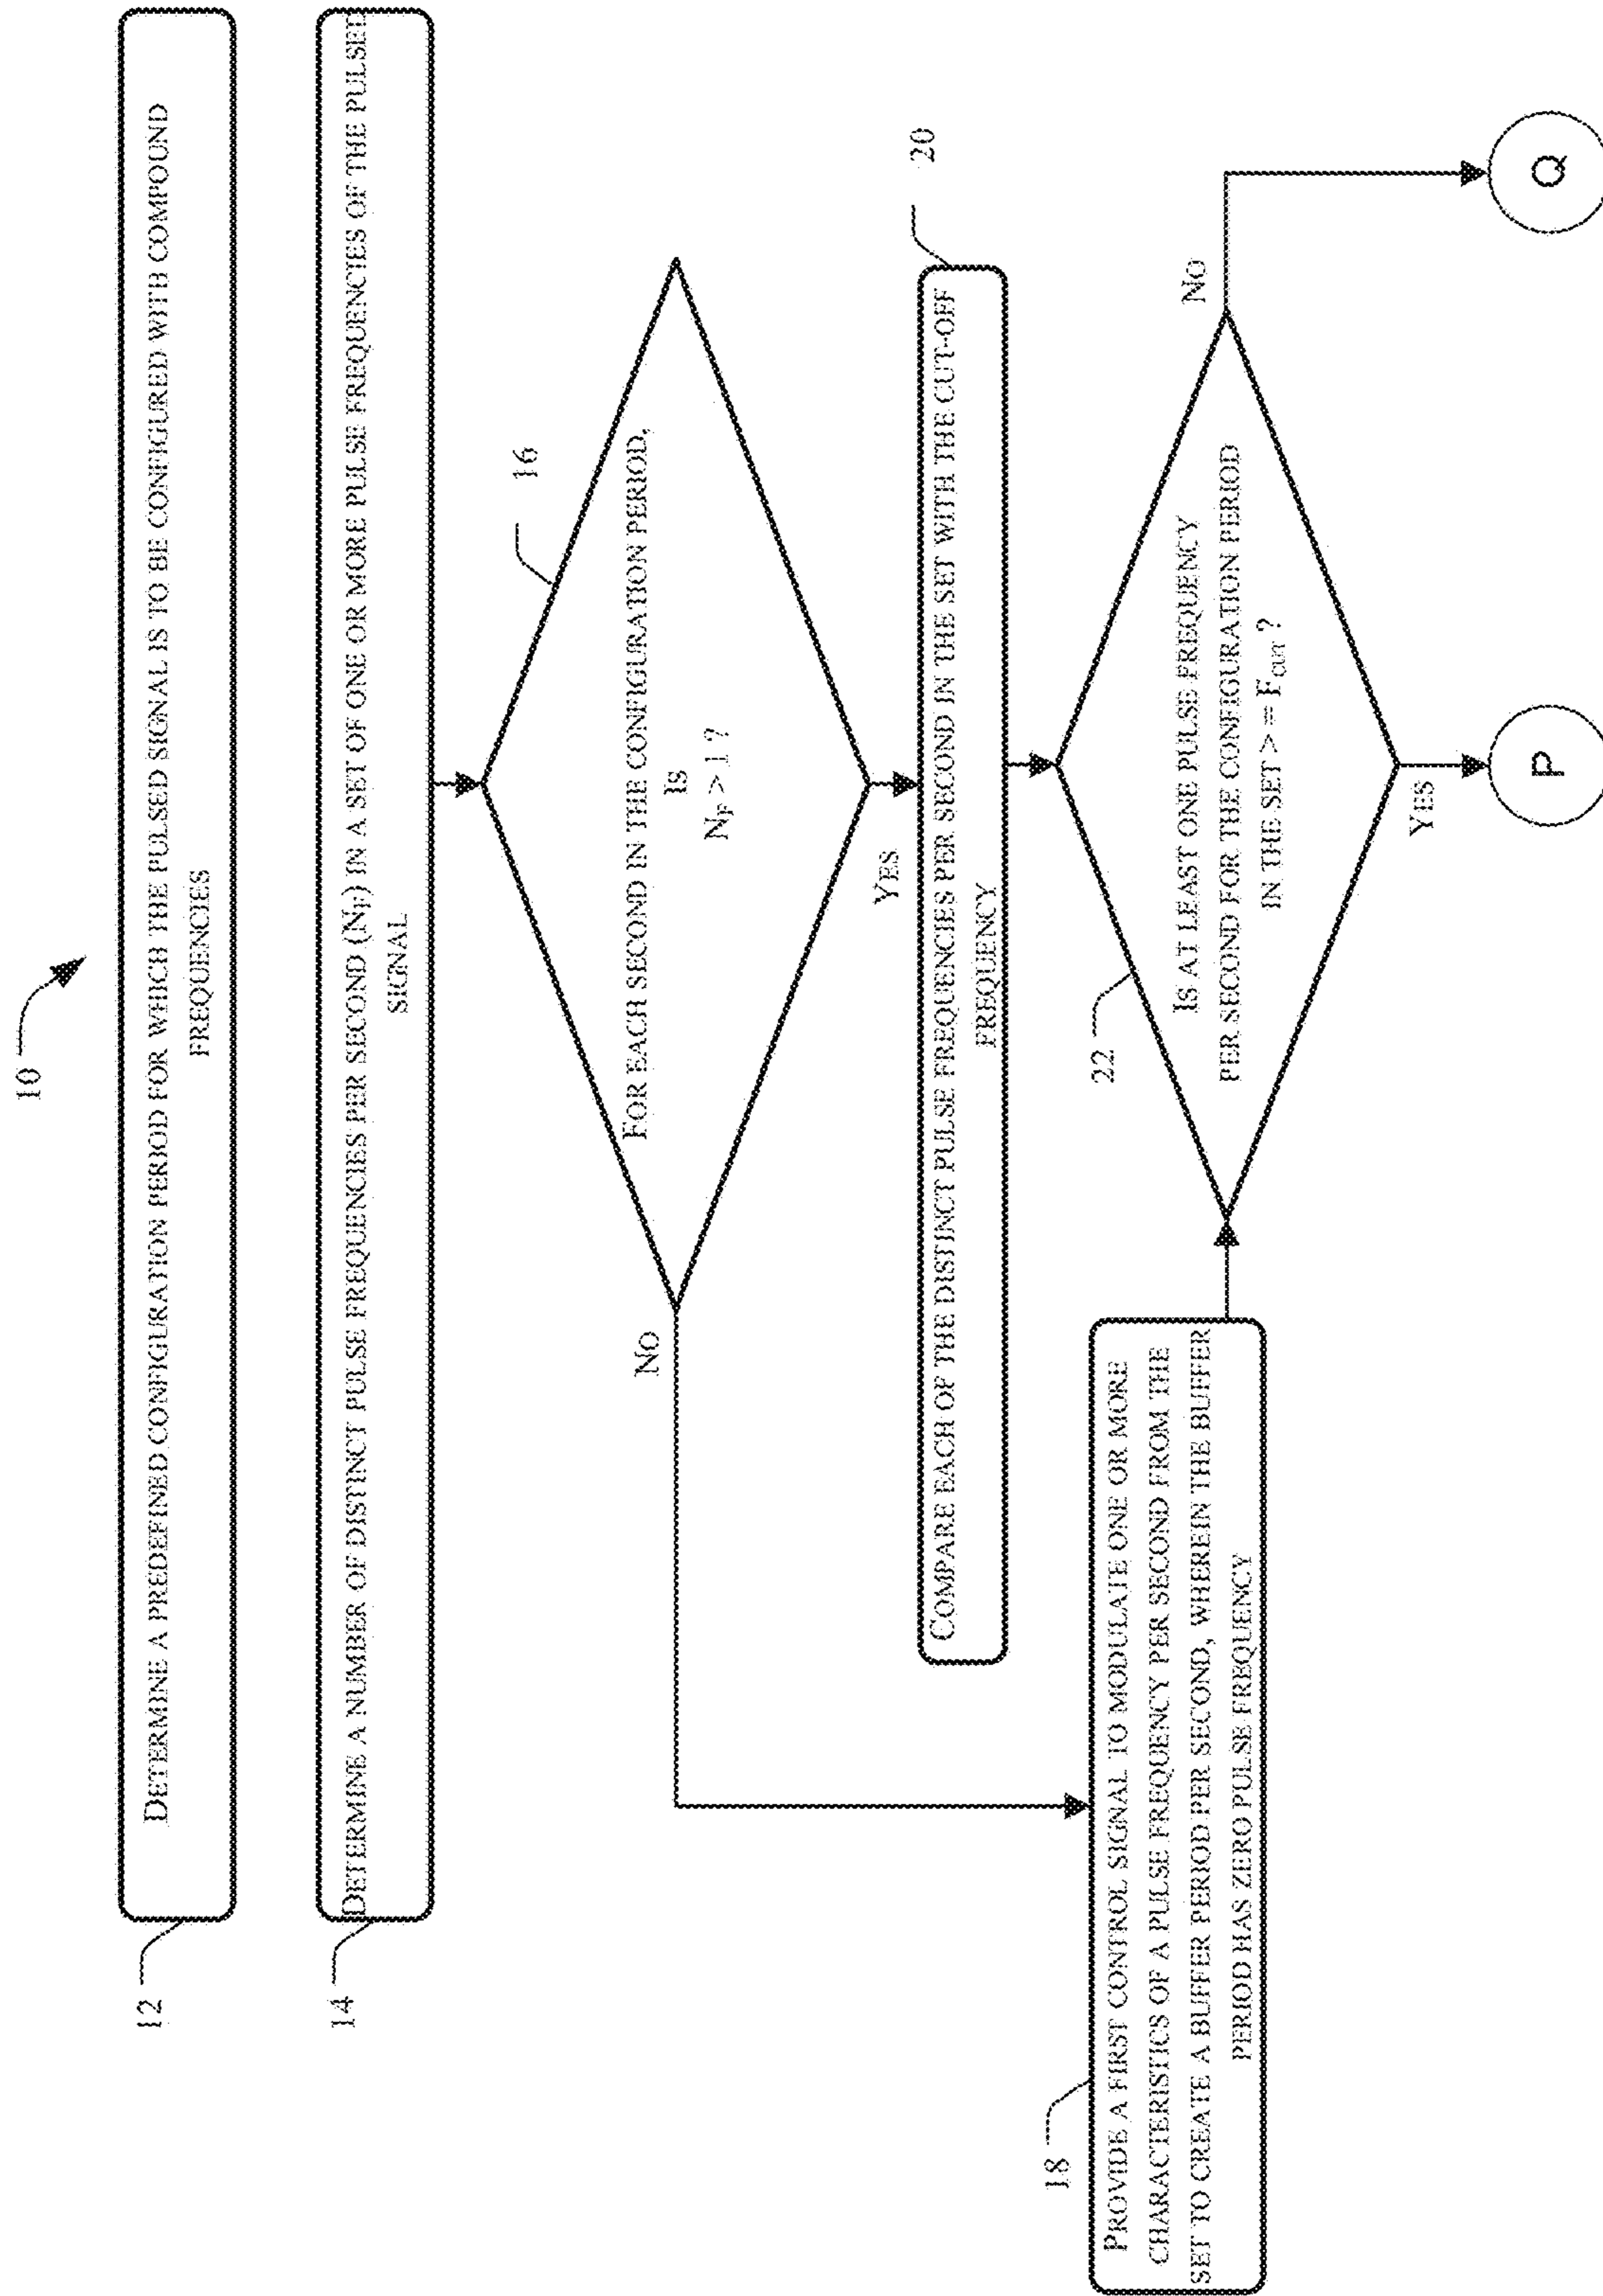 10
12
DETERMINE A PREDEFINED CONFIGURATION PERIOD FOR WHICH THE PULSED SIGNAL IS TO BE CONFIGURED WITH COMPOUND
FREQUENCIES
14
DETERMINE A NUMBER OF DISTINCT PULSE FREQUENCIES PER SECOND (NF) IN A SET OF ONE OR MORE PULSE FREQUENCIES OF THE PULSED
SIGNAL
16
FOR EACH SECOND IN THE CONFIGURATION PERIOD,
IS
NF > 1 ?
NO
YES
20
COMPARE EACH OF THE DISTINCT PULSE FREQUENCIES PER SECOND IN THE SET WITH THE CUT-OFF
FREQUENCY
18
PROVIDE A FIRST CONTROL SIGNAL TO MODULATE ONE OR MORE
CHARACTERISTICS OF A PULSE FREQUENCY PER SECOND FROM THE
SET TO CREATE A BUFFER PERIOD PER SECOND, WHEREIN THE BUFFER
PERIOD HAS ZERO PULSE FREQUENCY
22
IS AT LEAST ONE PULSE FREQUENCY
PER SECOND FOR THE CONFIGURATION PERIOD
IN THE SET > = FCUT ?
NO
YES
P
Q